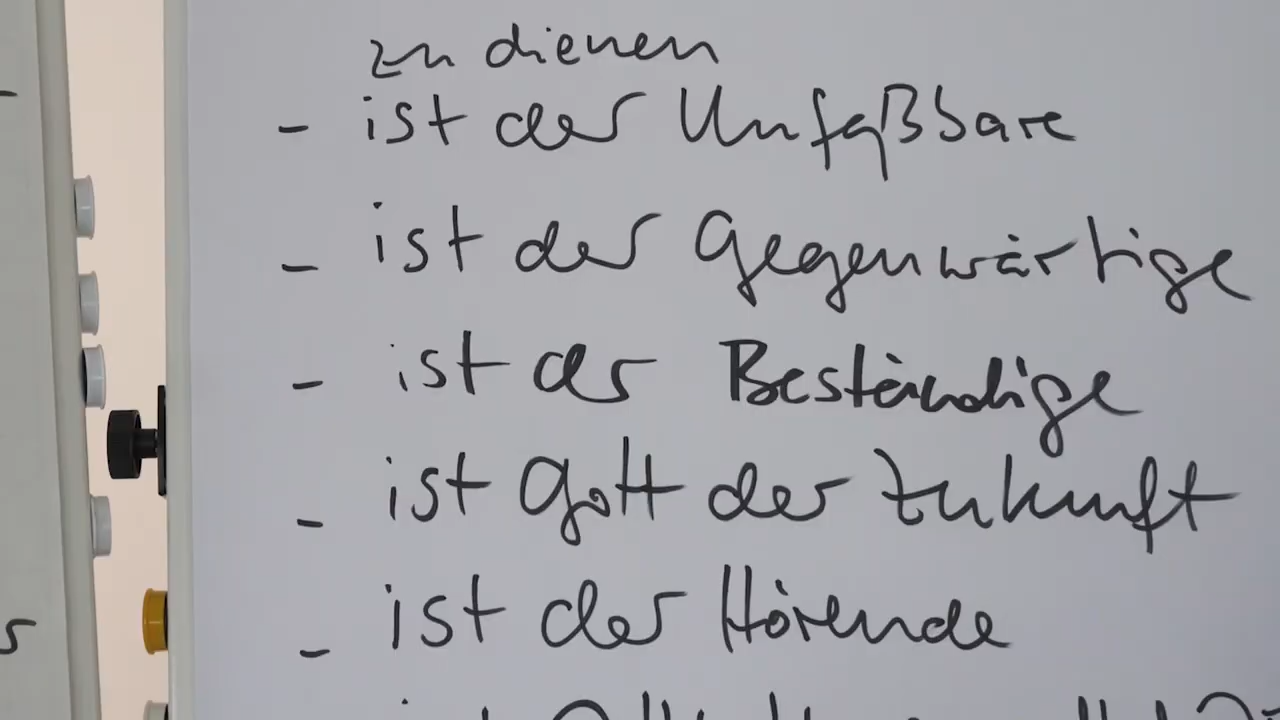 zu dienen
- ist der Unfaßbare
- ist der Gegenwärtige
- ist der Beständige
- ist Gott der Zukunft
- ist der Hörende